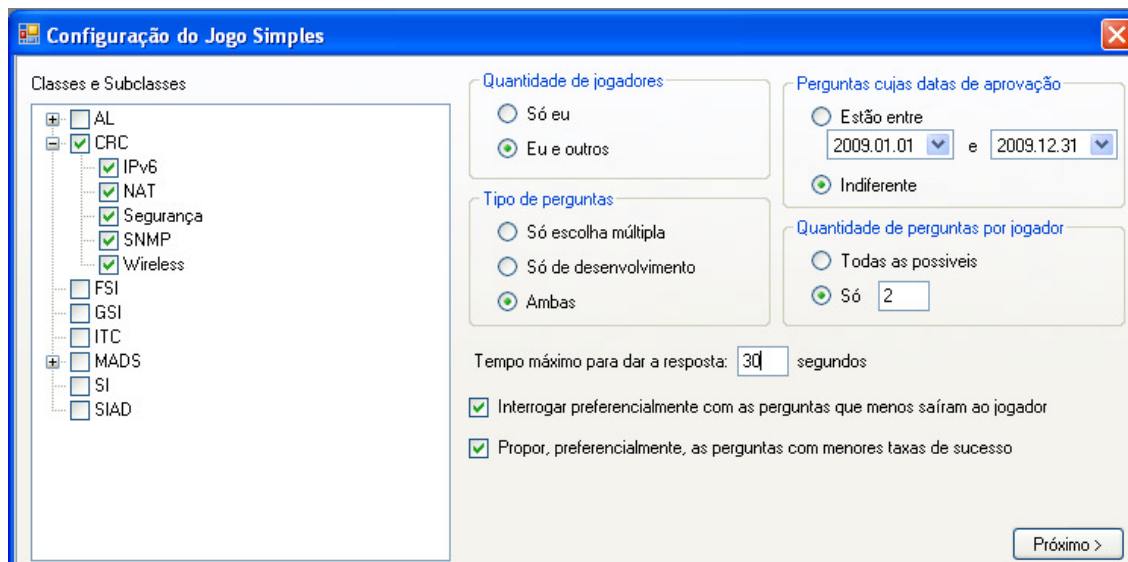 Configuração do Jogo Simples
Classes e Subclasses
AL
CRC
IPv6
NAT
Segurança
SNMP
Wireless
FSI
GSI
ITC
MADS
SI
SIAD
Quantidade de jogadores
Só eu
Eu e outros
Tipo de perguntas
Só escolha múltipla
Só de desenvolvimento
Ambas
Perguntas cujas datas de aprovação
Estão entre
2009.01.01 e 2009.12.31
Indiferente
Quantidade de perguntas por jogador
Todas as possiveis
Só 2
Tempo máximo para dar a resposta: 30 segundos
Interrogar preferencialmente com as perguntas que menos saíram ao jogador
Propor, preferencialmente, as perguntas com menores taxas de sucesso
Próximo >